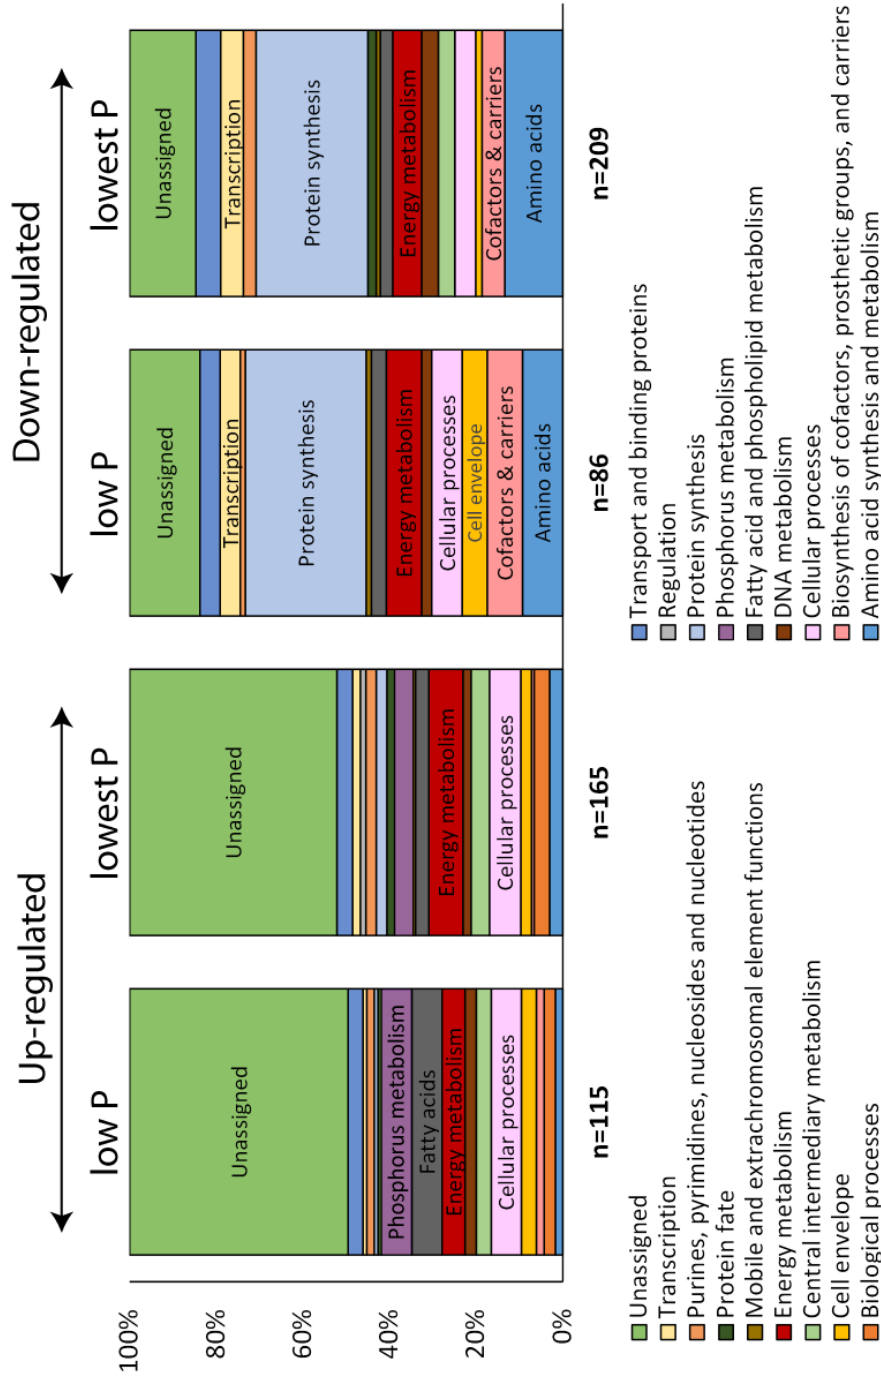 Up-regulated
Down-regulated
low P
lowest P
low P
lowest P
100%
80%
60%
40%
20%
0%
Unassigned
Phosphorus metabolism
Fatty acids
Energy metabolism
Cellular processes
Unassigned
Energy metabolism
Cellular processes
Unassigned
Transcription
Protein synthesis
Energy metabolism
Cellular processes
Cell envelope
Cofactors & carriers
Amino acids
Unassigned
Transcription
Protein synthesis
Energy metabolism
Cofactors & carriers
Amino acids
n=115
n=165
n=86
n=209
Unassigned
Transcription
Purines, pyrimidines, nucleosides and nucleotides
Protein fate
Mobile and extrachromosomal element functions
Energy metabolism
Central intermediary metabolism
Cell envelope
Biological processes
Transport and binding proteins
Regulation
Protein synthesis
Phosphorus metabolism
Fatty acid and phospholipid metabolism
DNA metabolism
Cellular processes
Biosynthesis of cofactors, prosthetic groups, and carriers
Amino acid synthesis and metabolism